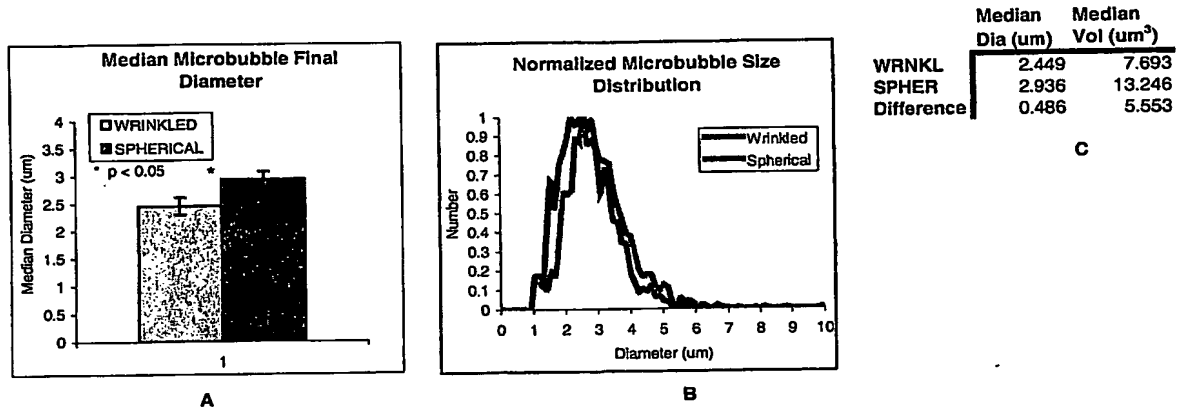 Median Microbubble Final
Diameter
Median Diameter (um)
4
3.5
3
2.5
2
1.5
1
0.5
0
WRINKLED
SPHERICAL
* p < 0.05 *
1
A
Normalized Microbubble Size
Distribution
Number
1
0.9
0.8
0.7
0.6
0.5
0.4
0.3
0.2
0.1
0
Wrinkled
Spherical
0 1 2 3 4 5 6 7 8 9 10
Diameter (um)
B
Median Median
Dia (um) Vol (um³)
WRNKL 2.449 7.693
SPHER 2.936 13.246
Difference 0.486 5.553
C